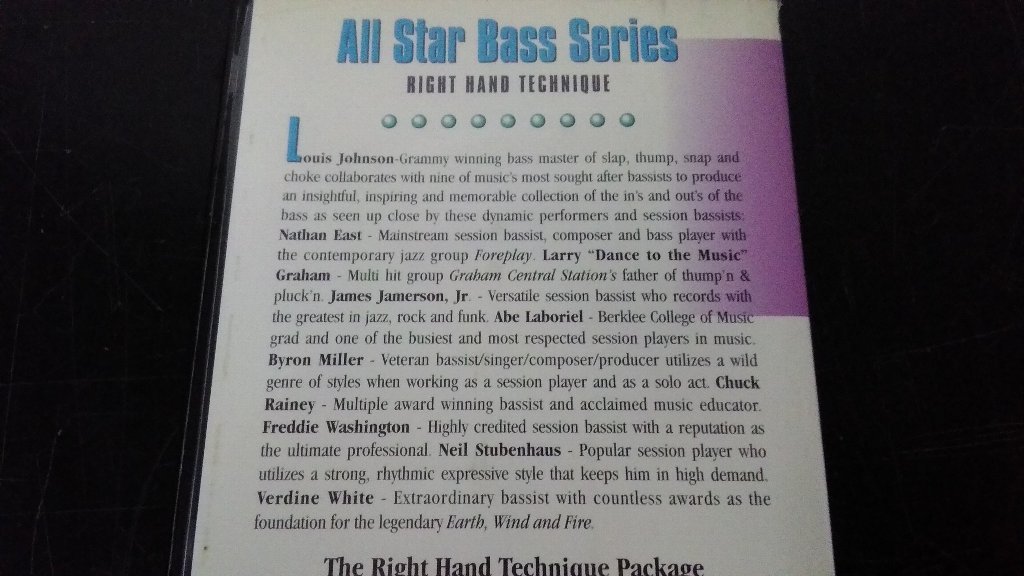 All Star Bass Series
RIGHT HAND TECHNIQUE
Louis Johnson-Grammy winning bass master of slap, thump, snap and
choke collaborates with nine of music's most sought after bassists to produce
an insightful, inspiring and memorable collection of the in's and out's of the
bass as seen up close by these dynamic performers and session bassists:
Nathan East - Mainstream session bassist, composer and bass player with
the contemporary jazz group Foreplay. Larry "Dance to the Music"
Graham - Multi hit group Graham Central Station's father of thump'n &
pluck'n. James Jamerson, Jr. - Versatile session bassist who records with
the greatest in jazz, rock and funk. Abe Laboriel - Berklee College of Music
grad and one of the busiest and most respected session players in music.
Byron Miller - Veteran bassist/singer/composer/producer utilizes a wild
genre of styles when working as a session player and as a solo act. Chuck
Rainey - Multiple award winning bassist and acclaimed music educator.
Freddie Washington - Highly credited session bassist with a reputation as
the ultimate professional. Neil Stubenhaus - Popular session player who
utilizes a strong, rhythmic expressive style that keeps him in high demand.
Verdine White - Extraordinary bassist with countless awards as the
foundation for the legendary Earth, Wind and Fire.
The Right Hand Technique Package